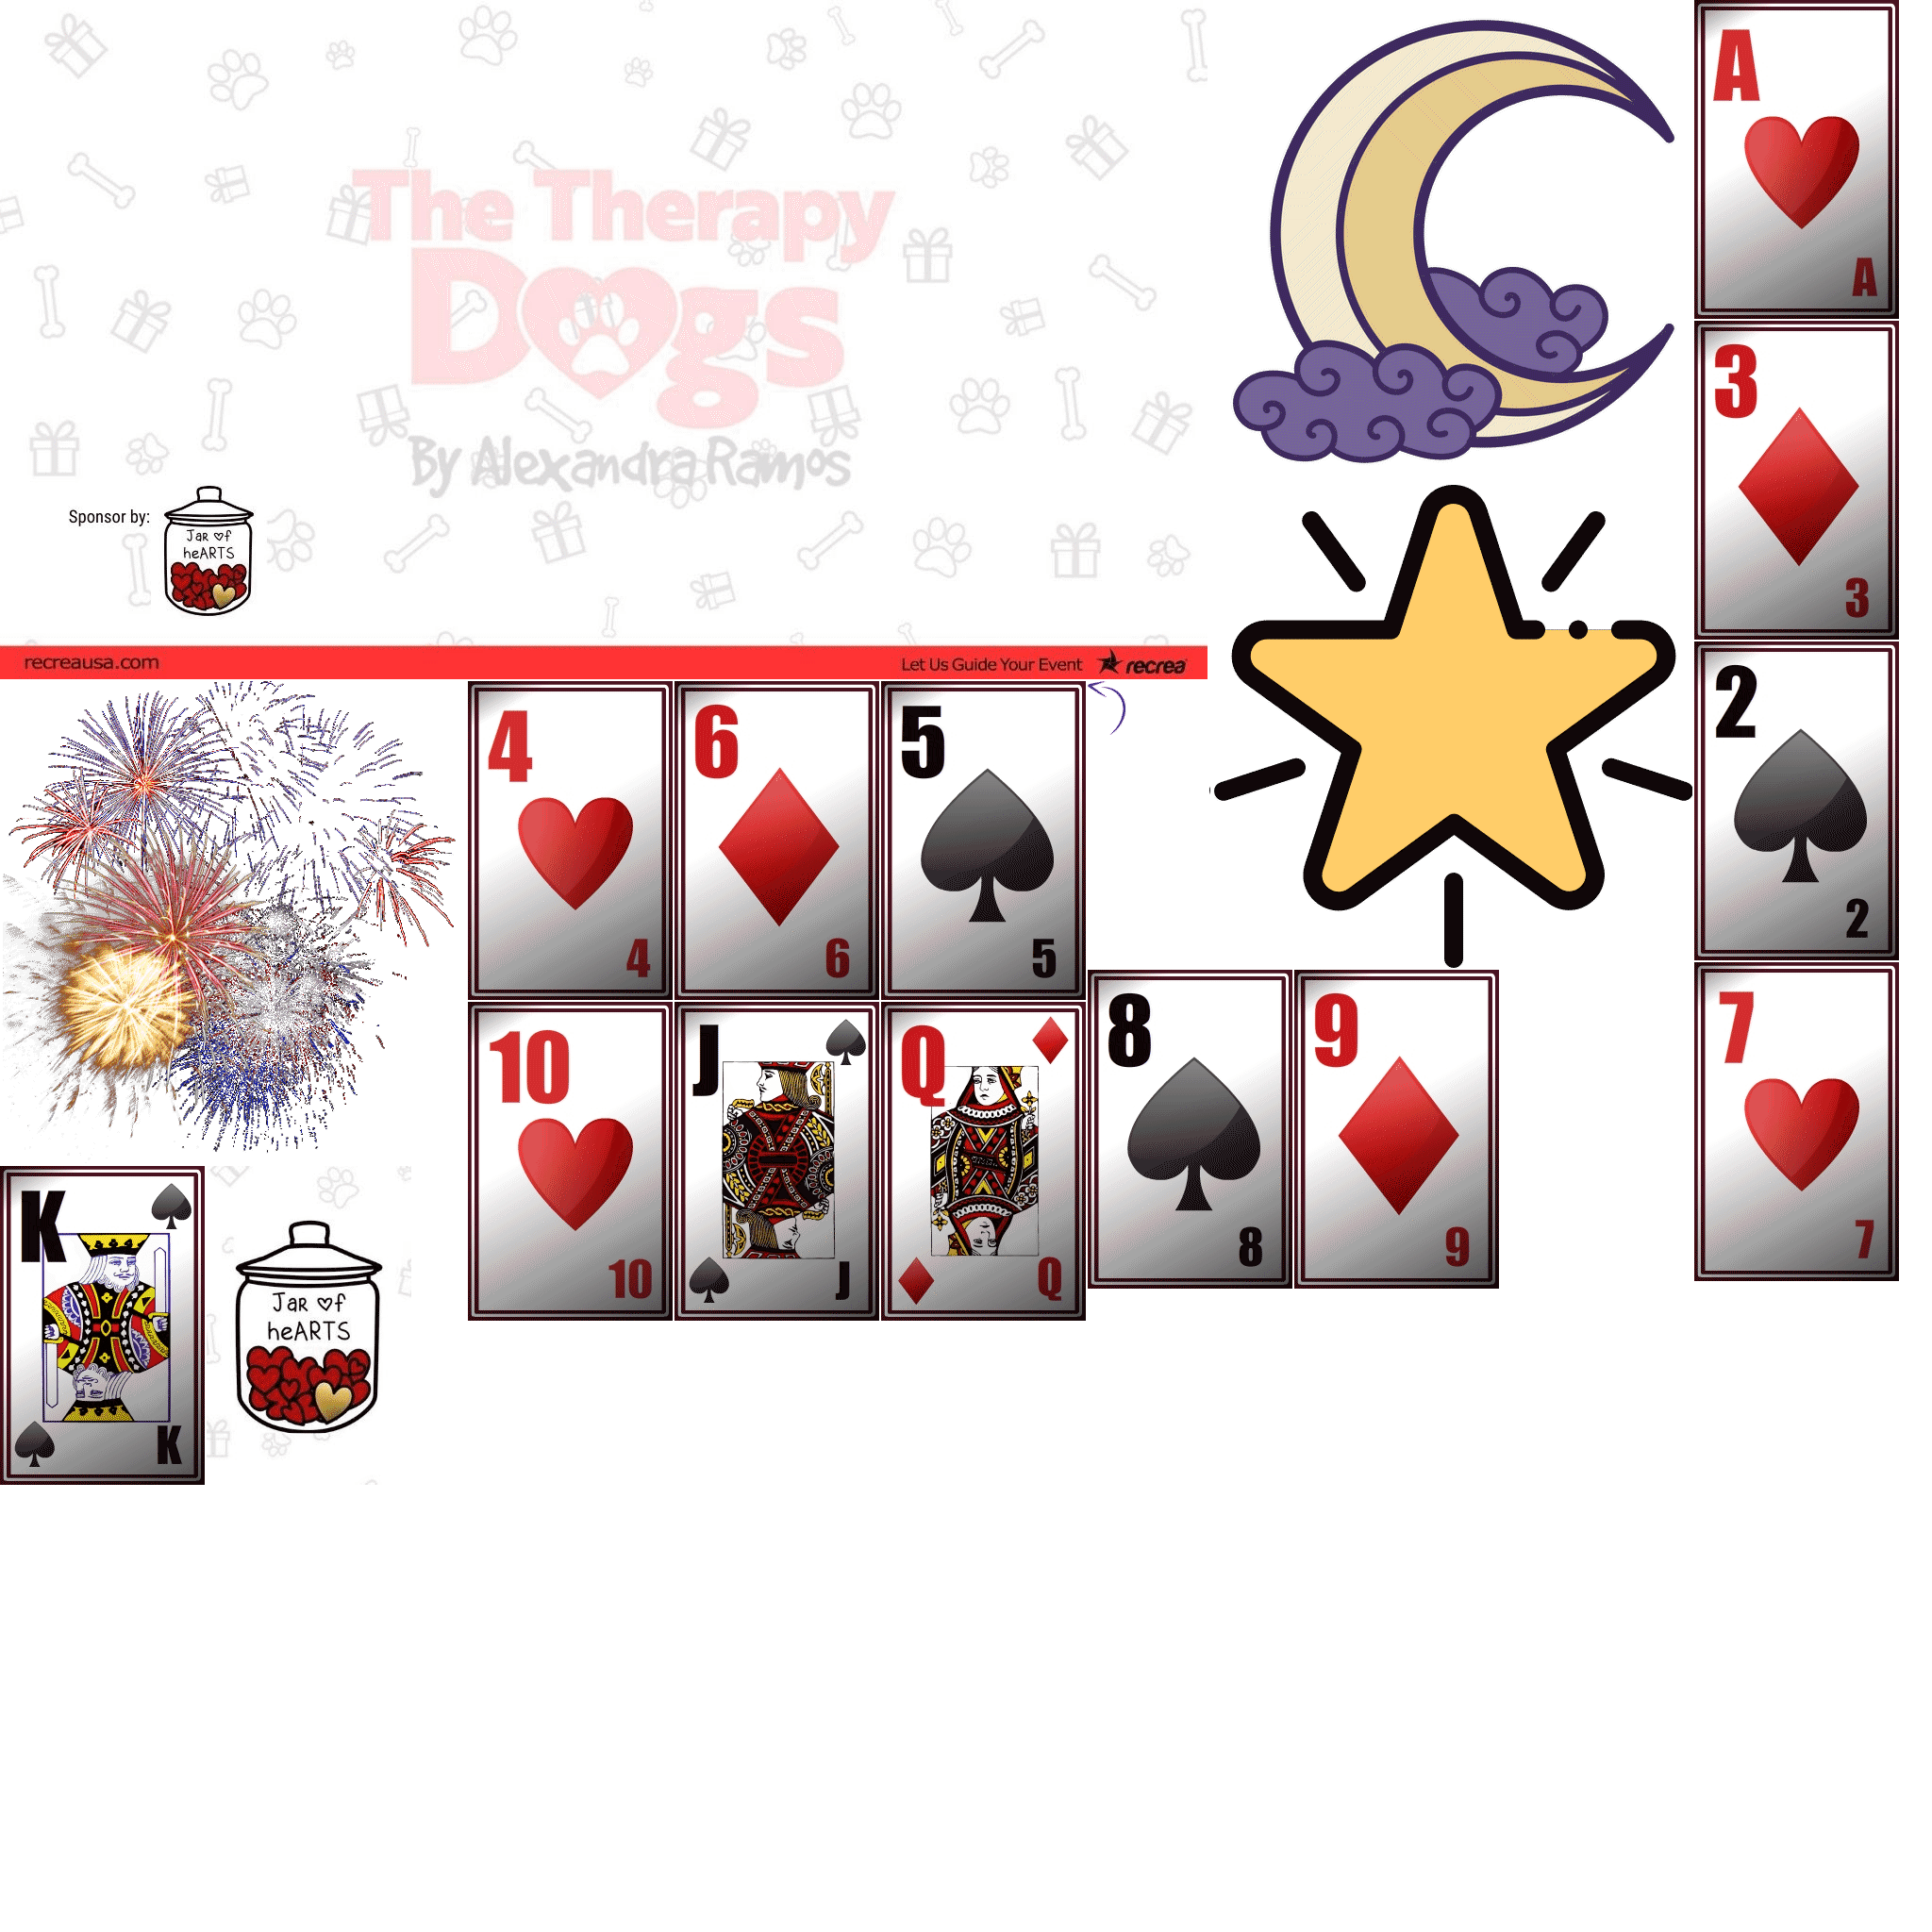 The Therapy
Dogs
By Alexandra Ramos
Sponsor by:
Jar of
heARTS
recreausa.com
Let Us Guide Your Event
recrea
A
A
3
3
2
2
7
7
4
4
6
6
5
5
10
10
J
J
Q
Q
8
8
9
9
K
K
Jar of
heARTS